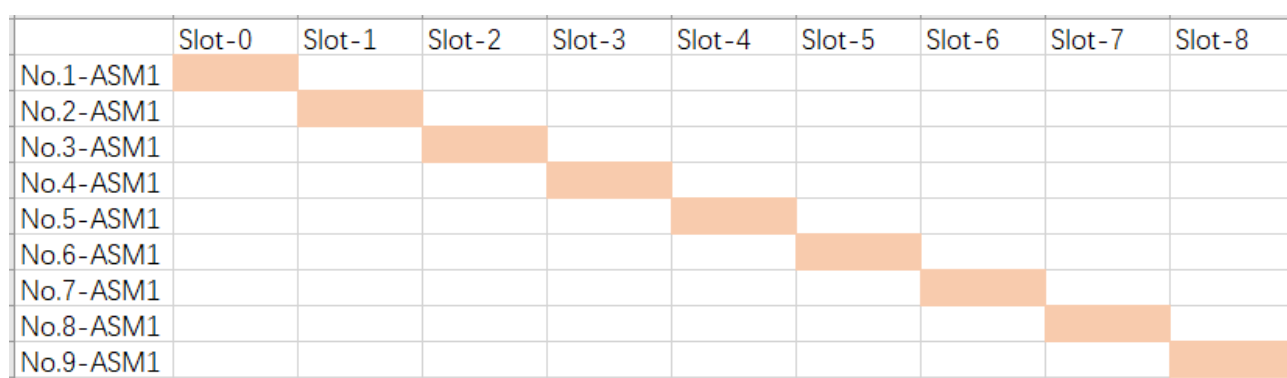 Slot-0 Slot-1 Slot-2 Slot-3 Slot-4 Slot-5 Slot-6 Slot-7 Slot-8
No.1-ASM1
No.2-ASM1
No.3-ASM1
No.4-ASM1
No.5-ASM1
No.6-ASM1
No.7-ASM1
No.8-ASM1
No.9-ASM1